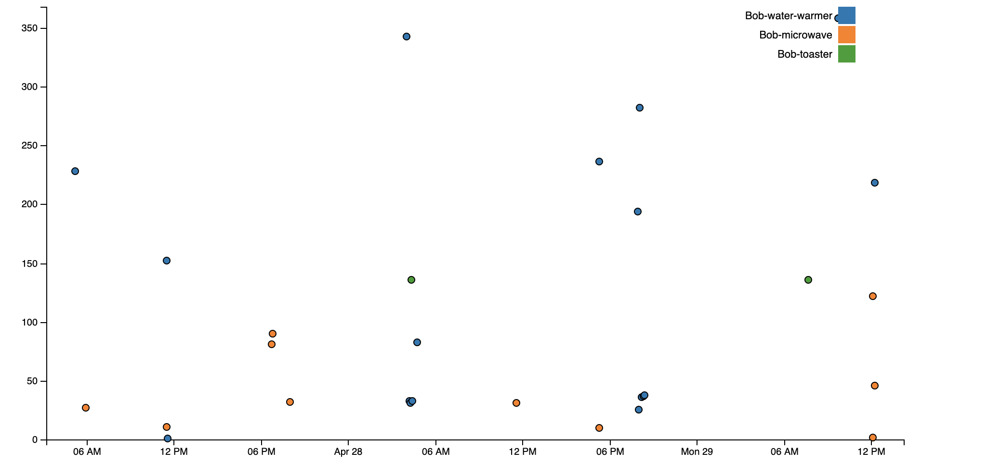 Bob-water-warmer
Bob-microwave
Bob-toaster
350
300
250
200
150
100
50
0
06 AM 12 PM 06 PM Apr 28 06 AM 12 PM 06 PM Mon 29 06 AM 12 PM